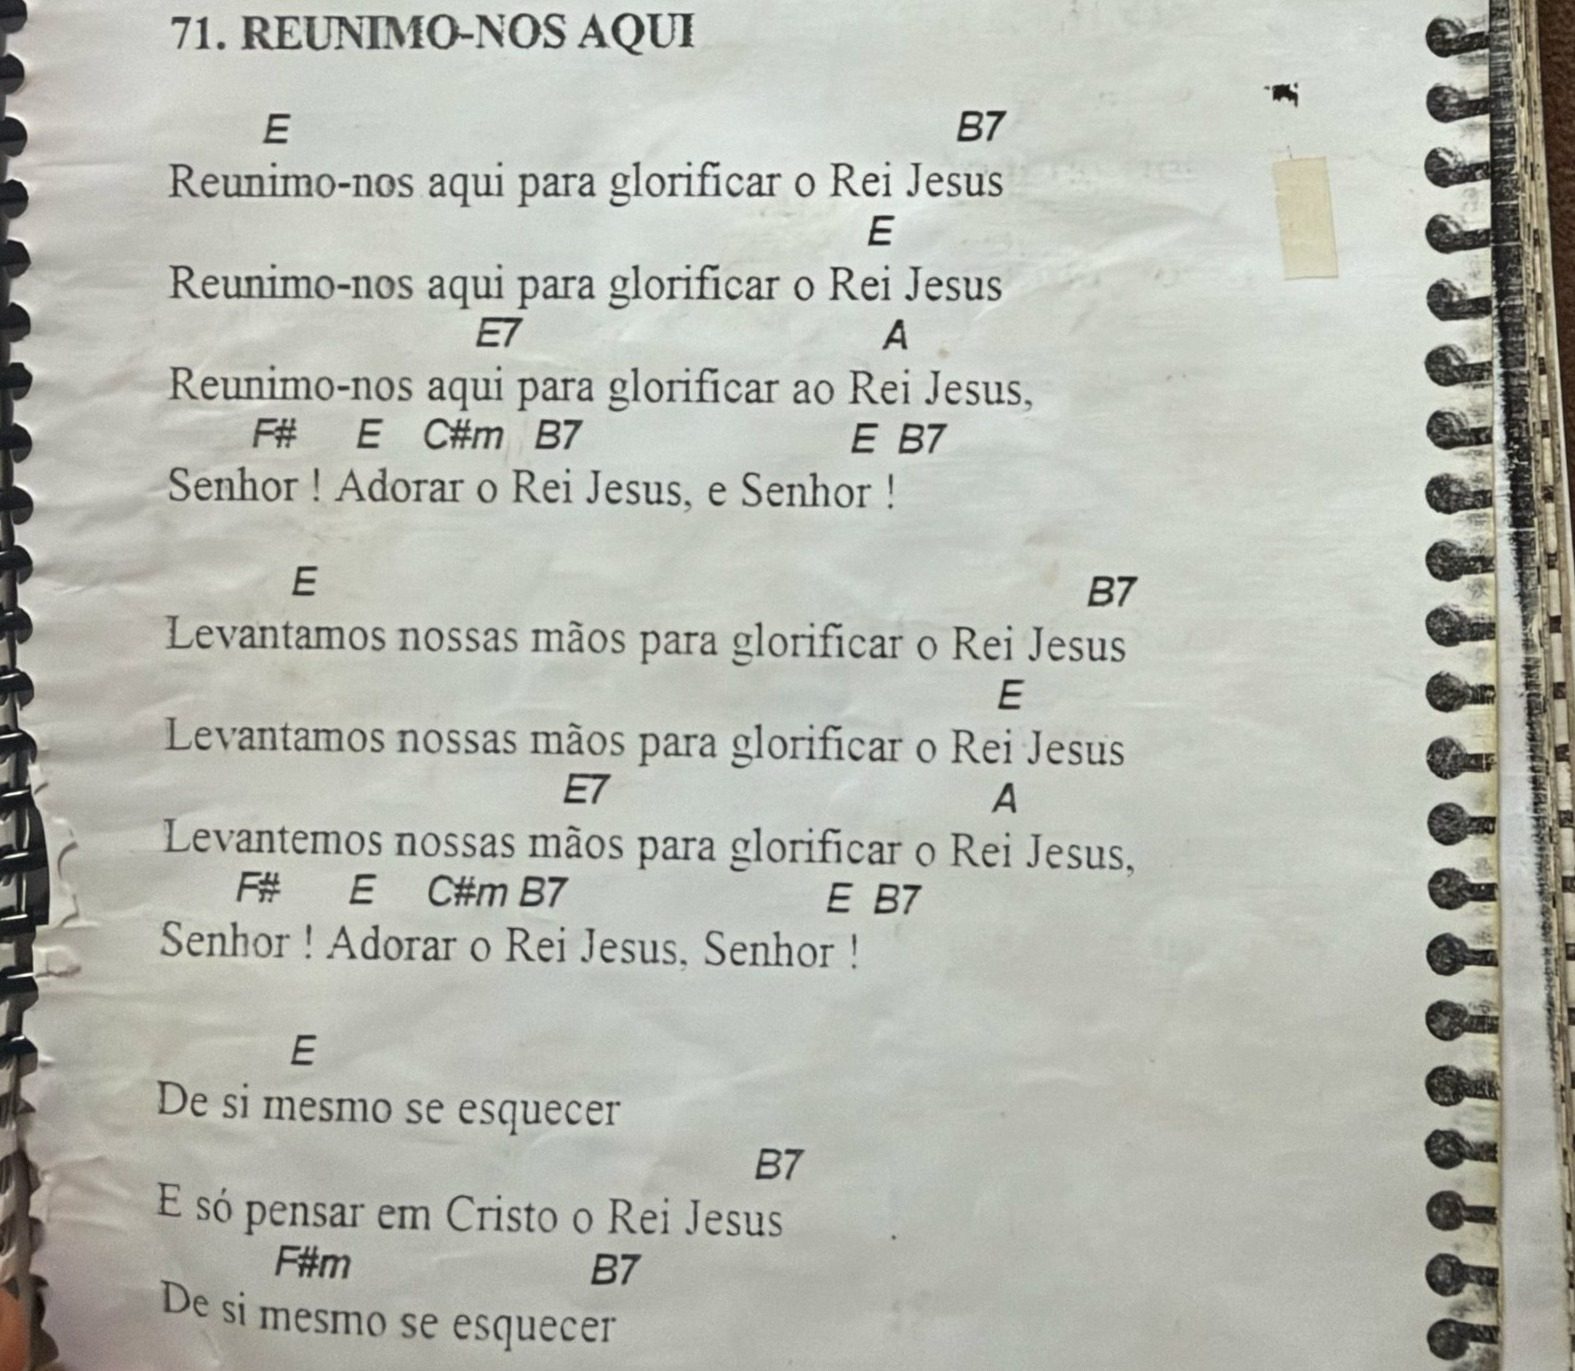 71. REUNIMO-NOS AQUI
E B7
Reunimo-nos aqui para glorificar o Rei Jesus
E
Reunimo-nos aqui para glorificar o Rei Jesus
E7 A
Reunimo-nos aqui para glorificar ao Rei Jesus,
F# E C#m B7 E B7
Senhor ! Adorar o Rei Jesus, e Senhor !
E B7
Levantamos nossas mãos para glorificar o Rei Jesus
E
Levantamos nossas mãos para glorificar o Rei Jesus
E7 A
Levantemos nossas mãos para glorificar o Rei Jesus,
F# E C#m B7 E B7
Senhor ! Adorar o Rei Jesus, Senhor !
E
De si mesmo se esquecer
B7
E só pensar em Cristo o Rei Jesus
F#m B7
De si mesmo se esquecer